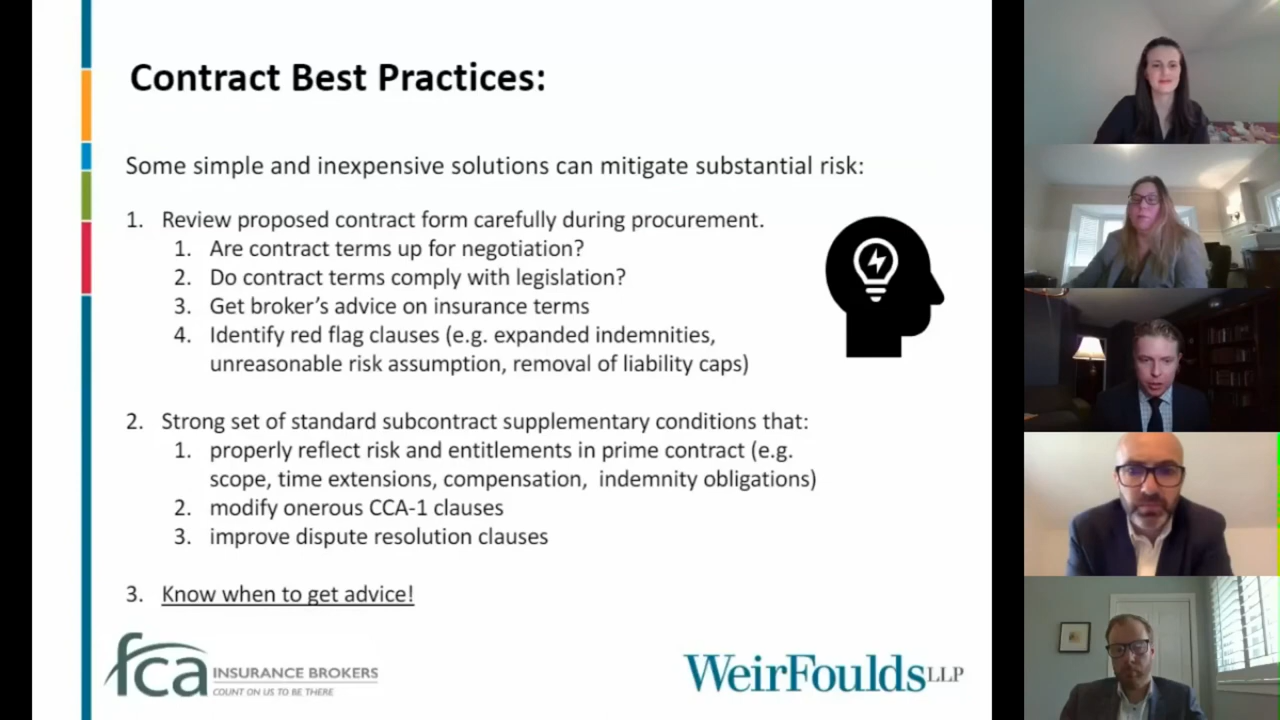 Contract Best Practices:
Some simple and inexpensive solutions can mitigate substantial risk:
1. Review proposed contract form carefully during procurement.
1. Are contract terms up for negotiation?
2. Do contract terms comply with legislation?
3. Get broker's advice on insurance terms
4. Identify red flag clauses (e.g. expanded indemnities,
unreasonable risk assumption, removal of liability caps)
2. Strong set of standard subcontract supplementary conditions that:
1. properly reflect risk and entitlements in prime contract (e.g.
scope, time extensions, compensation, indemnity obligations)
2. modify onerous CCA-1 clauses
3. improve dispute resolution clauses
3. Know when to get advice!
fca INSURANCE BROKERS
COUNT ON US TO BE THERE
WeirFoulds LLP